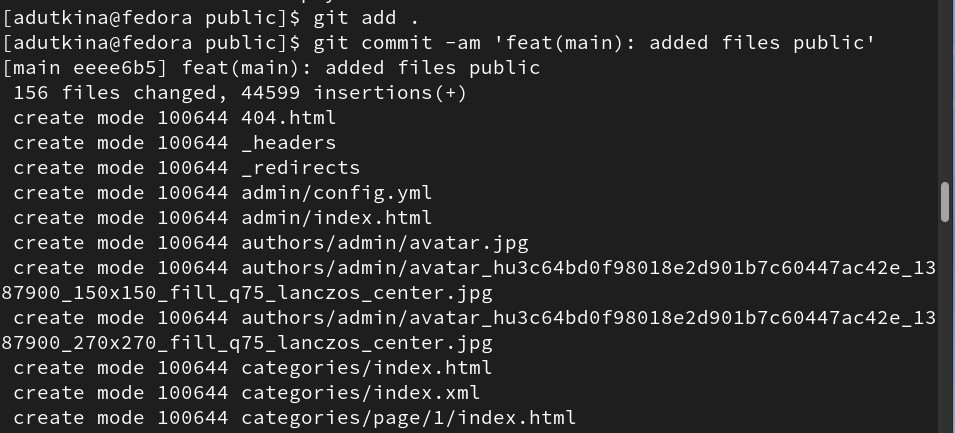 [adutkina@fedora public]$ git add .
[adutkina@fedora public]$ git commit -am 'feat(main): added files public'
[main eeee6b5] feat(main): added files public
 156 files changed, 44599 insertions(+)
 create mode 100644 404.html
 create mode 100644 _headers
 create mode 100644 _redirects
 create mode 100644 admin/config.yml
 create mode 100644 admin/index.html
 create mode 100644 authors/admin/avatar.jpg
 create mode 100644 authors/admin/avatar_hu3c64bd0f98018e2d901b7c60447ac42e_13
87900_150x150_fill_q75_lanczos_center.jpg
 create mode 100644 authors/admin/avatar_hu3c64bd0f98018e2d901b7c60447ac42e_13
87900_270x270_fill_q75_lanczos_center.jpg
 create mode 100644 categories/index.html
 create mode 100644 categories/index.xml
 create mode 100644 categories/page/1/index.html